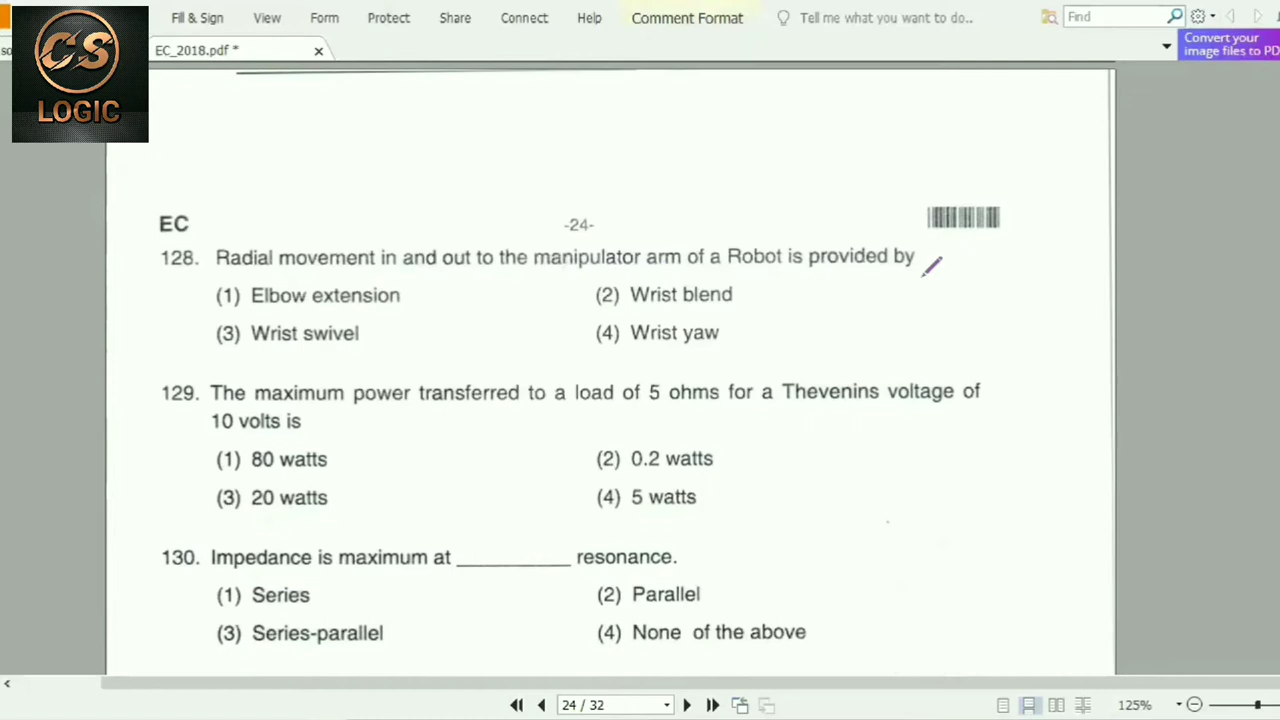 Fill & Sign View Form Protect Share Connect Help Comment Format Tell me what you want to do.. Find
CS
LOGIC
EC_2018.pdf *
Convert your
image files to PD
EC
-24-
128. Radial movement in and out to the manipulator arm of a Robot is provided by
(1) Elbow extension (2) Wrist blend
(3) Wrist swivel (4) Wrist yaw
129. The maximum power transferred to a load of 5 ohms for a Thevenins voltage of
10 volts is
(1) 80 watts (2) 0.2 watts
(3) 20 watts (4) 5 watts
130. Impedance is maximum at __________ resonance.
(1) Series (2) Parallel
(3) Series-parallel (4) None of the above
24 / 32
125%